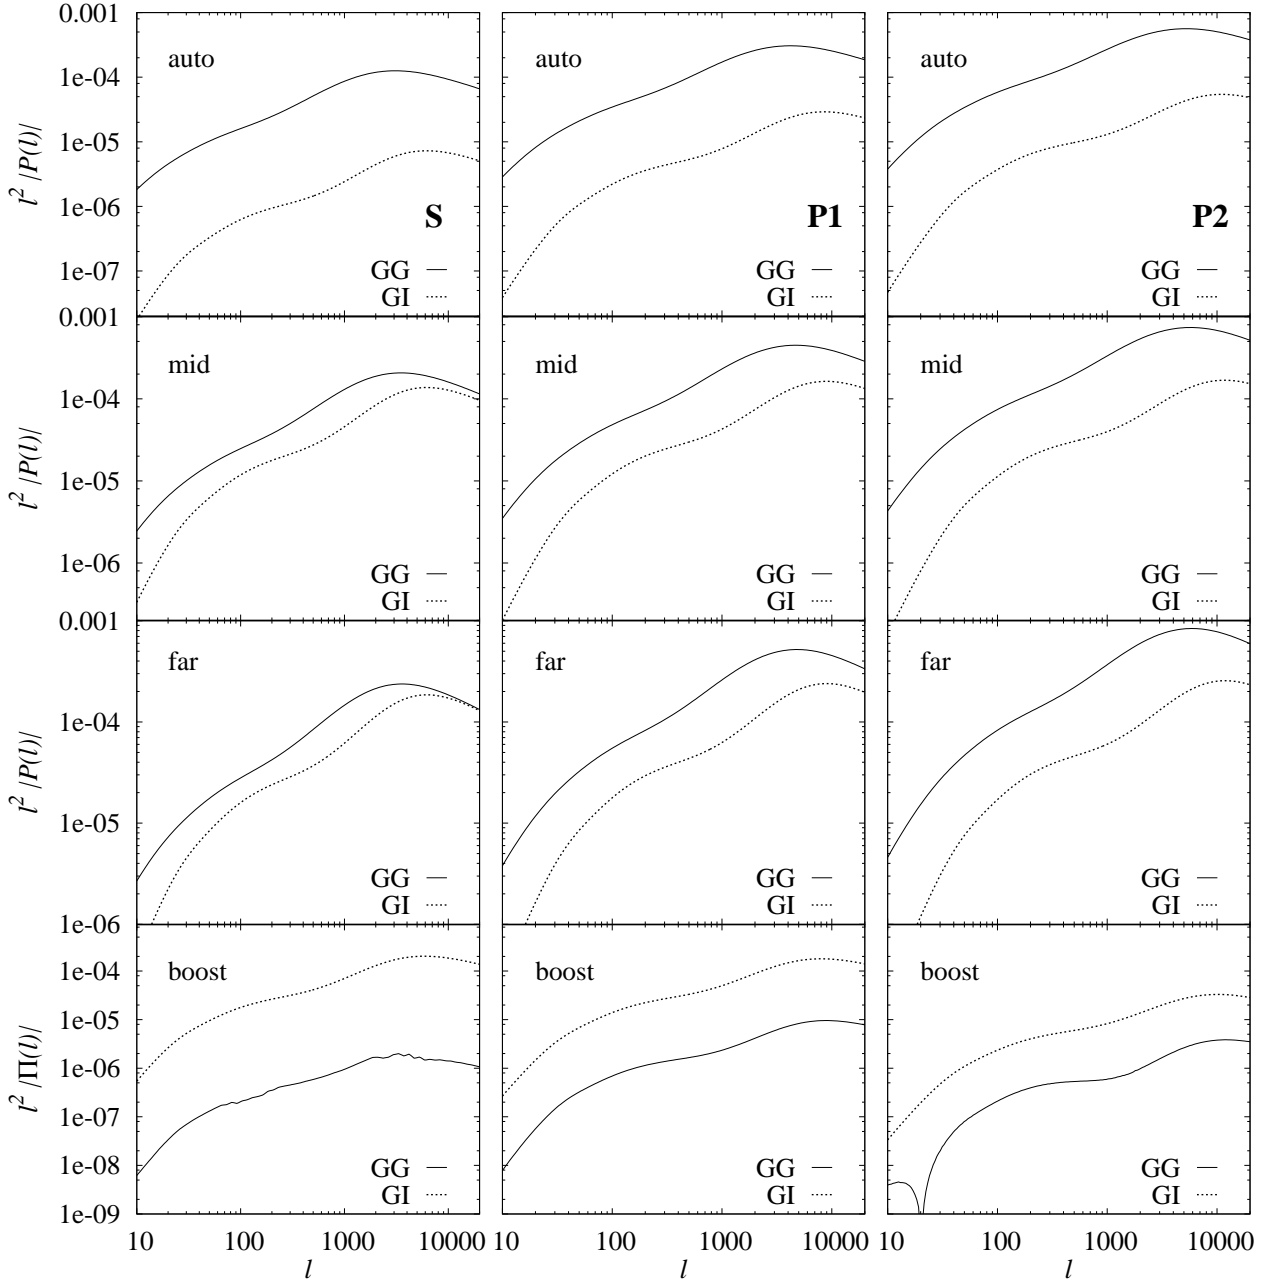 0.001
auto auto auto
1e-04
1e-05
l² |P(l)|
1e-06
S P1 P2
1e-07
GG GG GG
GI GI GI
0.001
mid mid mid
1e-04
l² |P(l)|
1e-05
1e-06
GG GG GG
GI GI GI
0.001
far far far
1e-04
l² |P(l)|
1e-05
GG GG GG
GI GI GI
1e-06
boost boost boost
1e-04
1e-05
l² |Π(l)|
1e-06
1e-07
1e-08
GG GG GG
GI GI GI
1e-09
10 100 1000 10000 10 100 1000 10000 10 100 1000 10000
l l l